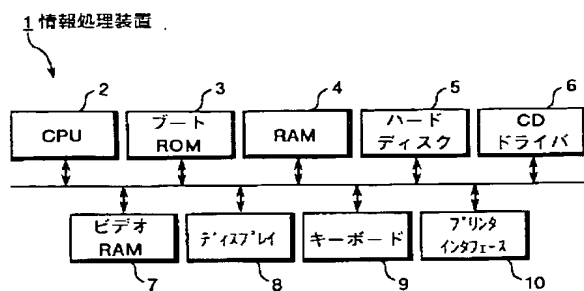 1 情報処理装置
2
3
4
5
6
CPU
ブート
ROM
RAM
ハード
ディスク
CD
ドライバ
ビデオ
RAM
ディスプレイ
キーボード
プリンタ
インタフェース
7
8
9
10